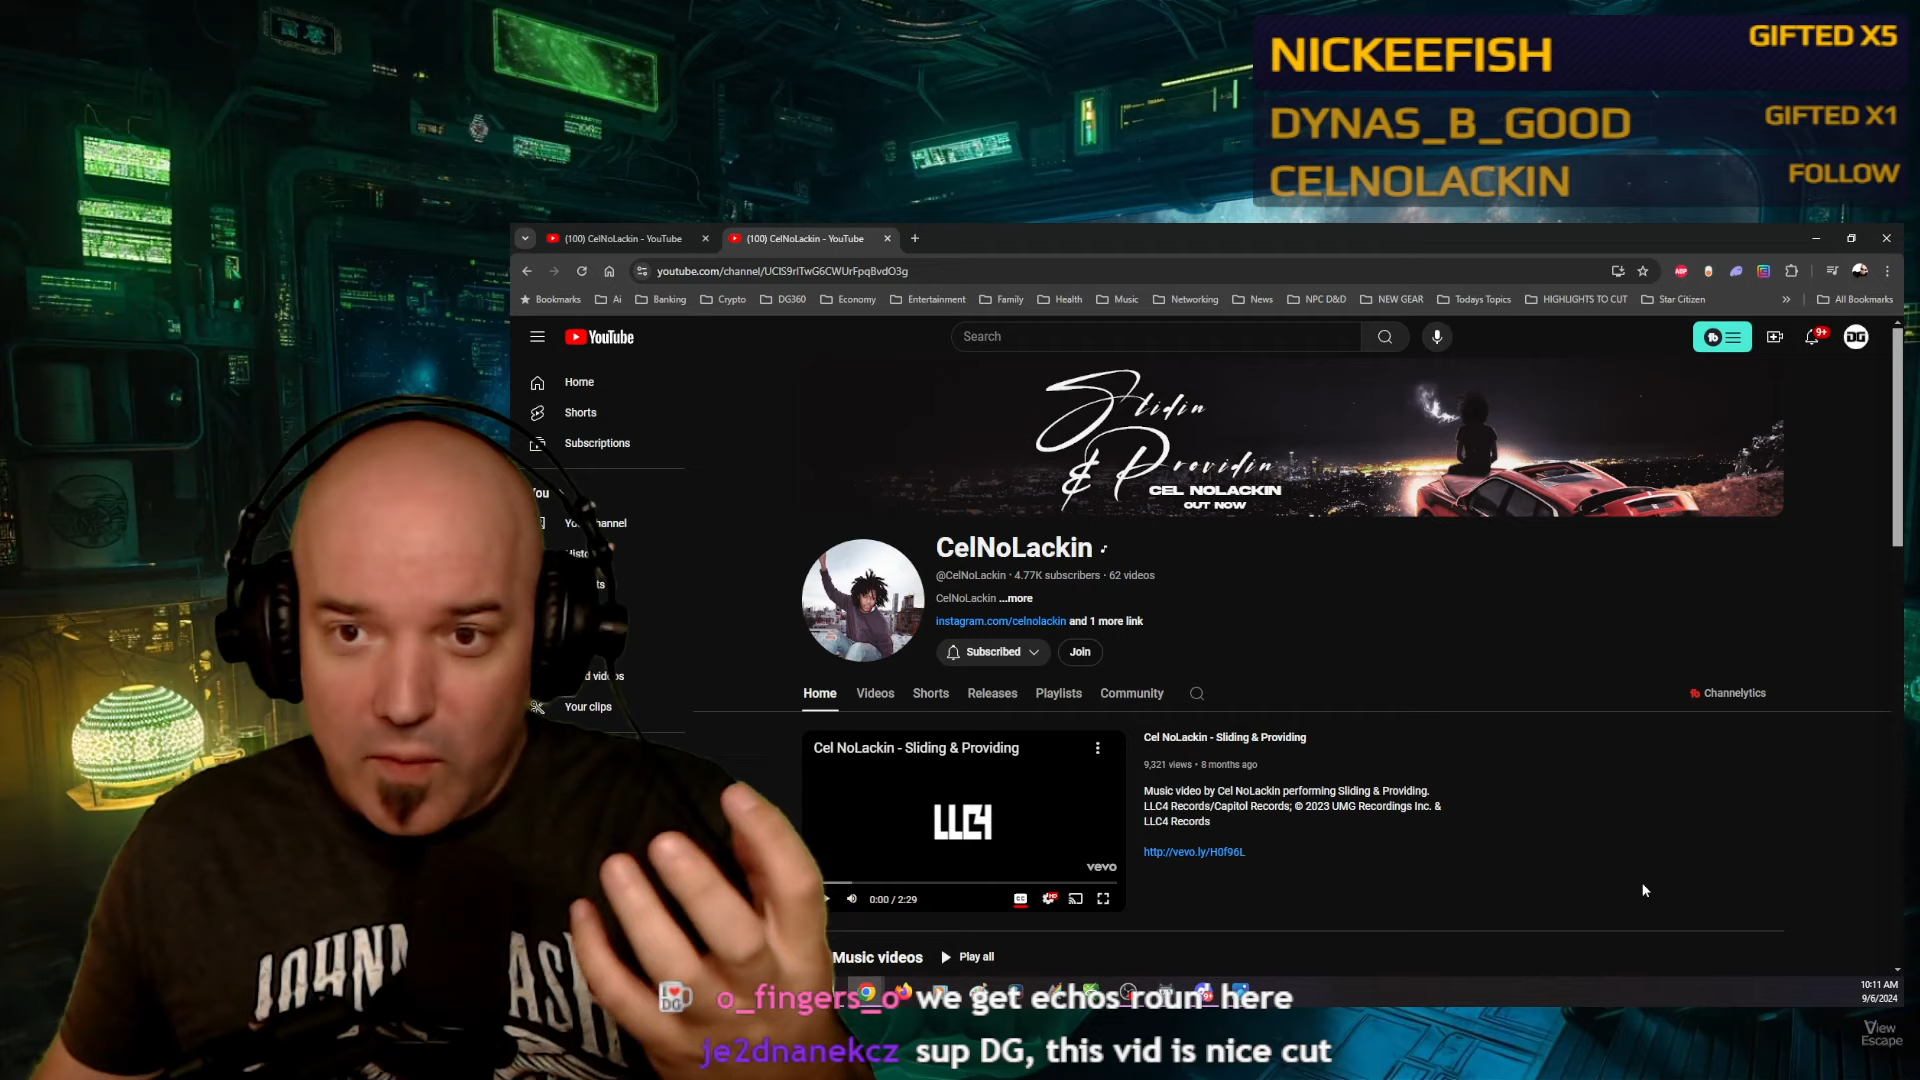 NICKEEFISH GIFTED X5
DYNAS_B_GOOD GIFTED X1
CELNOLACKIN FOLLOW
(100) CelNoLackin - YouTube
(100) CelNoLackin - YouTube
Bookmarks Ai Banking Crypto DG360 Economy Entertainment Family Health Music Networking News NPC D&D NEW GEAR Todays Topics HIGHLIGHTS TO CUT Star Citizen » All Bookmarks
YouTube
Search
9+
DG
Home
Shorts
Subscriptions
You
Your clips
Slidin
& Providin
CEL NOLACKIN
OUT NOW
CelNoLackin
@CelNoLackin · 4.77K subscribers · 62 videos
CelNoLackin ...more
instagram.com/celnolackin and 1 more link
Subscribed Join
Home Videos Shorts Releases Playlists Community
Channelytics
Cel NoLackin - Sliding & Providing
LLC4
vevo
0:00 / 2:29
Cel NoLackin - Sliding & Providing
9,321 views • 8 months ago
Music video by Cel NoLackin performing Sliding & Providing.
LLC4 Records/Capitol Records; © 2023 UMG Recordings Inc. &
LLC4 Records
http://vevo.ly/H0f96L
Music videos Play all
10:11 AM
9/6/2024
View
Escape
o_fingers_o we get echos roun here
je2dnanekcz sup DG, this vid is nice cut